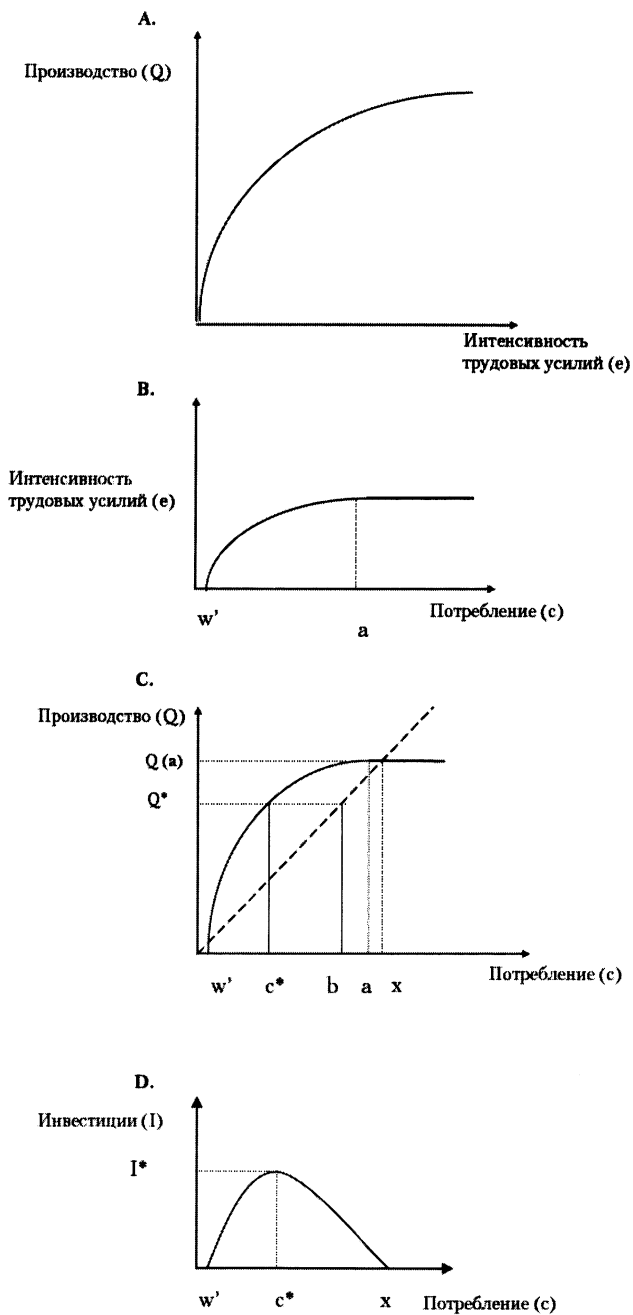 A.
Производство (Q)
Интенсивность
трудовых усилий (e)
B.
Интенсивность
трудовых усилий (e)
w’
a
Потребление (c)
C.
Производство (Q)
Q (a)
Q*
w’ c* b a x
Потребление (c)
D.
Инвестиции (I)
I*
w’ c* x
Потребление (c)